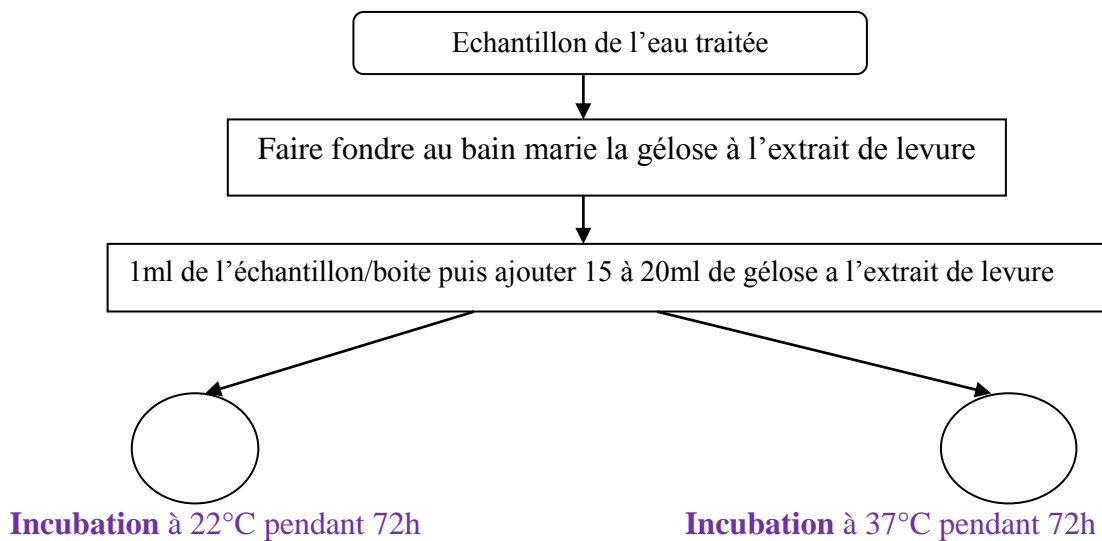 Echantillon de l’eau traitée
Faire fondre au bain marie la gélose à l’extrait de levure
1ml de l’échantillon/boite puis ajouter 15 à 20ml de gélose a l’extrait de levure
Incubation à 22°C pendant 72h
Incubation à 37°C pendant 72h